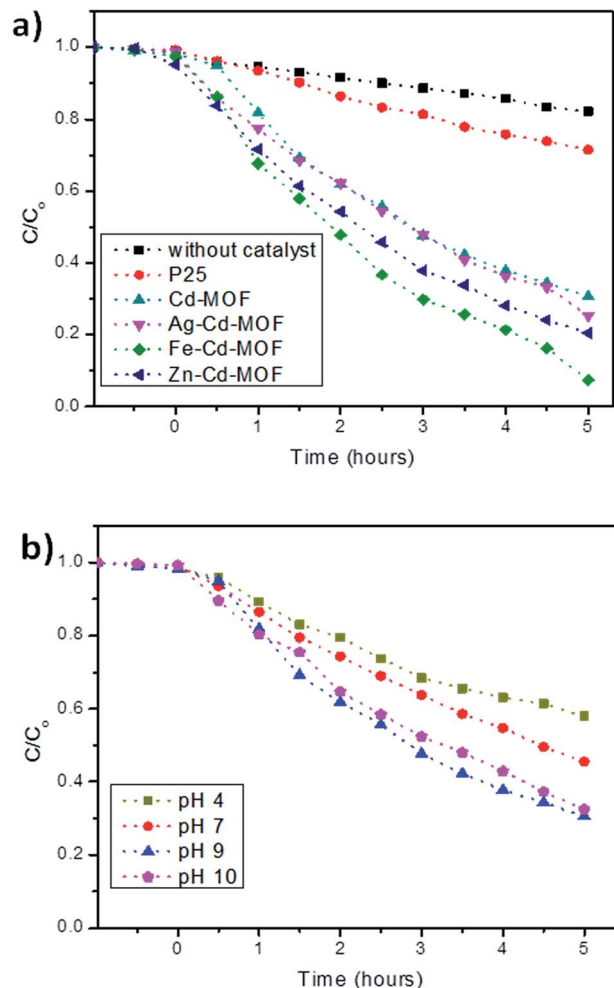 a)
1.0
0.8
0.6
0.4
0.2
0.0
C/Co
without catalyst
P25
Cd-MOF
Ag-Cd-MOF
Fe-Cd-MOF
Zn-Cd-MOF
0 1 2 3 4 5
Time (hours)
b)
1.0
0.8
0.6
0.4
0.2
0.0
C/Co
pH 4
pH 7
pH 9
pH 10
0 1 2 3 4 5
Time (hours)